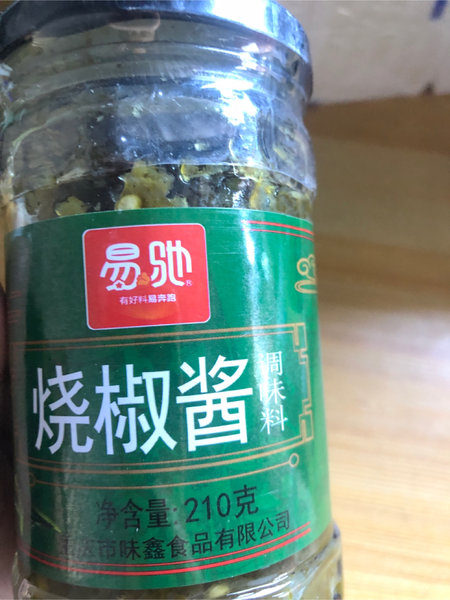 易驰®
有好料易奔跑
烧椒酱
调味料
净含量:210克
市味鑫食品有限公司